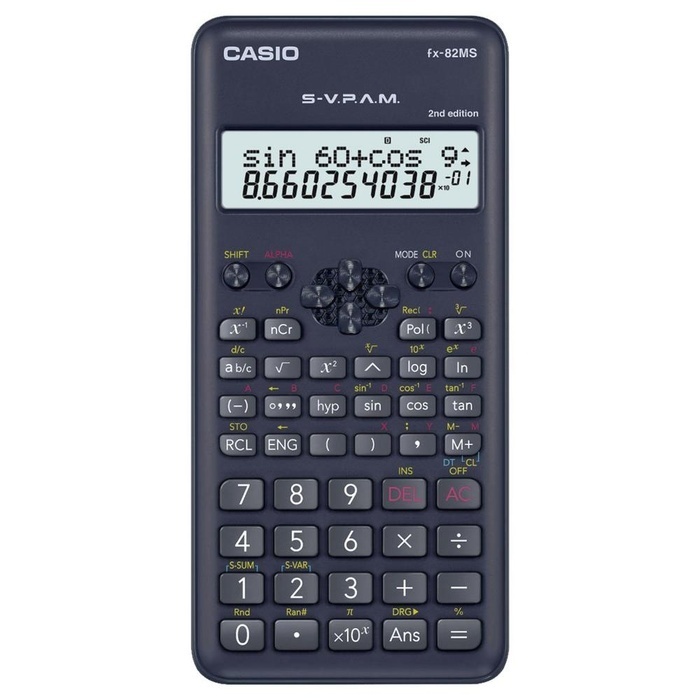 CASIO fx-82MS
S-V.P.A.M.
2nd edition
D SCI
sin 60+cos 9
8.660254038×10 -01
SHIFT ALPHA MODE CLR ON
x! nPr Rec( : ³√
x⁻¹ nCr Pol( x³
d/c ˣ√ 10ˣ eˣ e
a b/c √ x² ^ log ln
A ← B C sin⁻¹ D cos⁻¹ E tan⁻¹ F
(−) °,,, hyp sin cos tan
STO ← X ; Y M− M
RCL ENG ( ) , M+
DT CL
INS OFF
7 8 9 DEL AC
4 5 6 × ÷
S-SUM S-VAR
1 2 3 + −
Rnd Ran# π DRG▶ %
0 · ×10ˣ Ans =